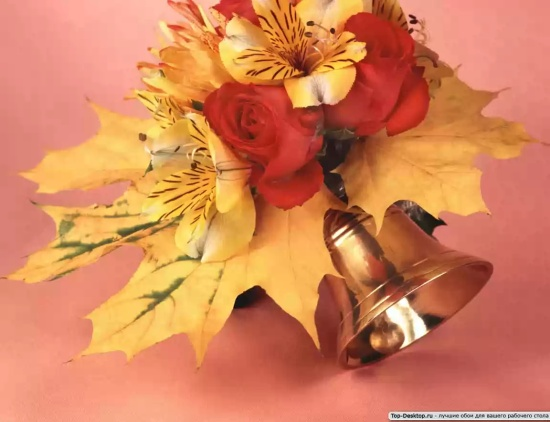 Top-Desktop.ru - лучшие обои для вашего рабочего стола